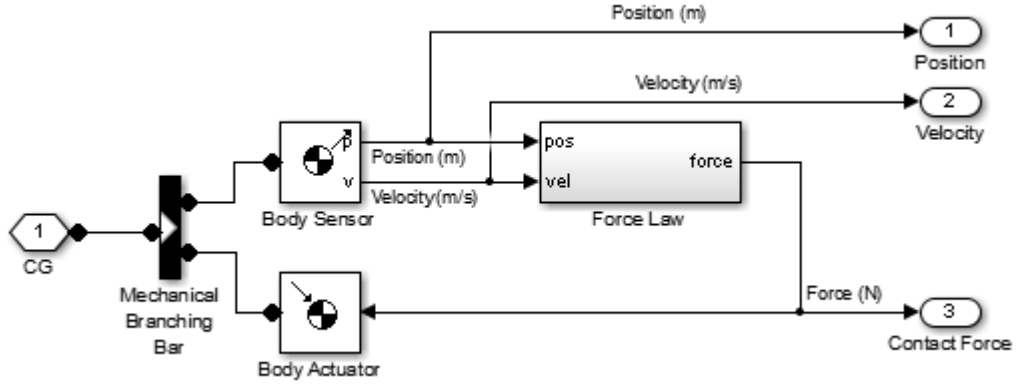 Position (m)
1
Position
Velocity (m/s)
2
Velocity
p
Position (m)
pos
force
v
Velocity(m/s)
vel
Body Sensor
Force Law
1
CG
Mechanical
Branching
Bar
Force (N)
3
Contact Force
Body Actuator